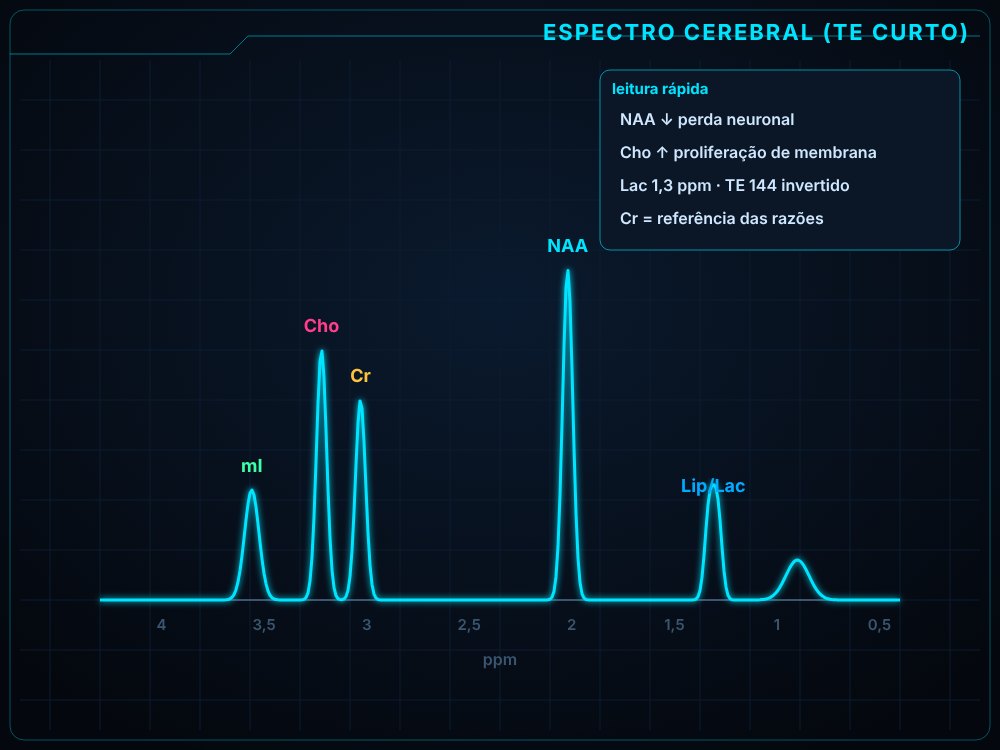 ESPECTRO CEREBRAL (TE CURTO)
leitura rápida
NAA ↓ perda neuronal
Cho ↑ proliferação de membrana
Lac 1,3 ppm · TE 144 invertido
Cr = referência das razões
NAA
Cho
Cr
mI
Lip/Lac
4 3,5 3 2,5 2 1,5 1 0,5
ppm